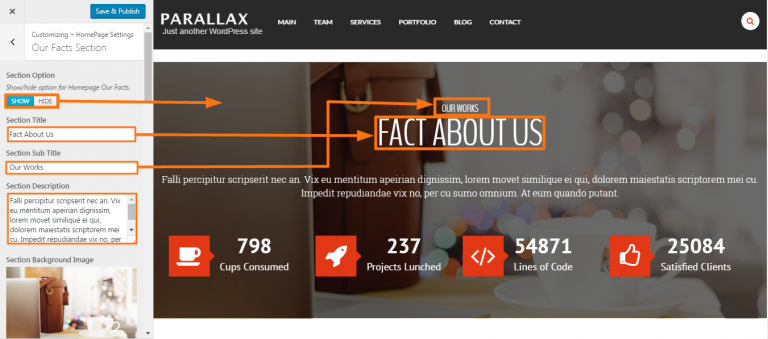 Save & Publish
Customizing • HomePage Settings
Our Facts Section
Section Option
Show/hide option for Homepage Our Facts.
SHOW HIDE
Section Title
Fact About Us
Section Sub Title
Our Works
Section Description
Falli percipitur scripserit nec an. Vix
eu mentitum apeirian dignissim,
lorem movet similique ei qui,
dolorem maiestatis scriptorem mei
cu. Impedit repudiandae vix no, per
Section Background Image
PARALLAX
Just another WordPress site
MAIN TEAM SERVICES PORTFOLIO BLOG CONTACT
OUR WORKS
FACT ABOUT US
Falli percipitur scripserit nec an. Vix eu mentitum apeirian dignissim, lorem movet similique ei qui, dolorem maiestatis scriptorem mei cu.
Impedit repudiandae vix no, per cu sumo omnium. At eum quando putant.
798
Cups Consumed
237
Projects Lunched
54871
Lines of Code
25084
Satisfied Clients